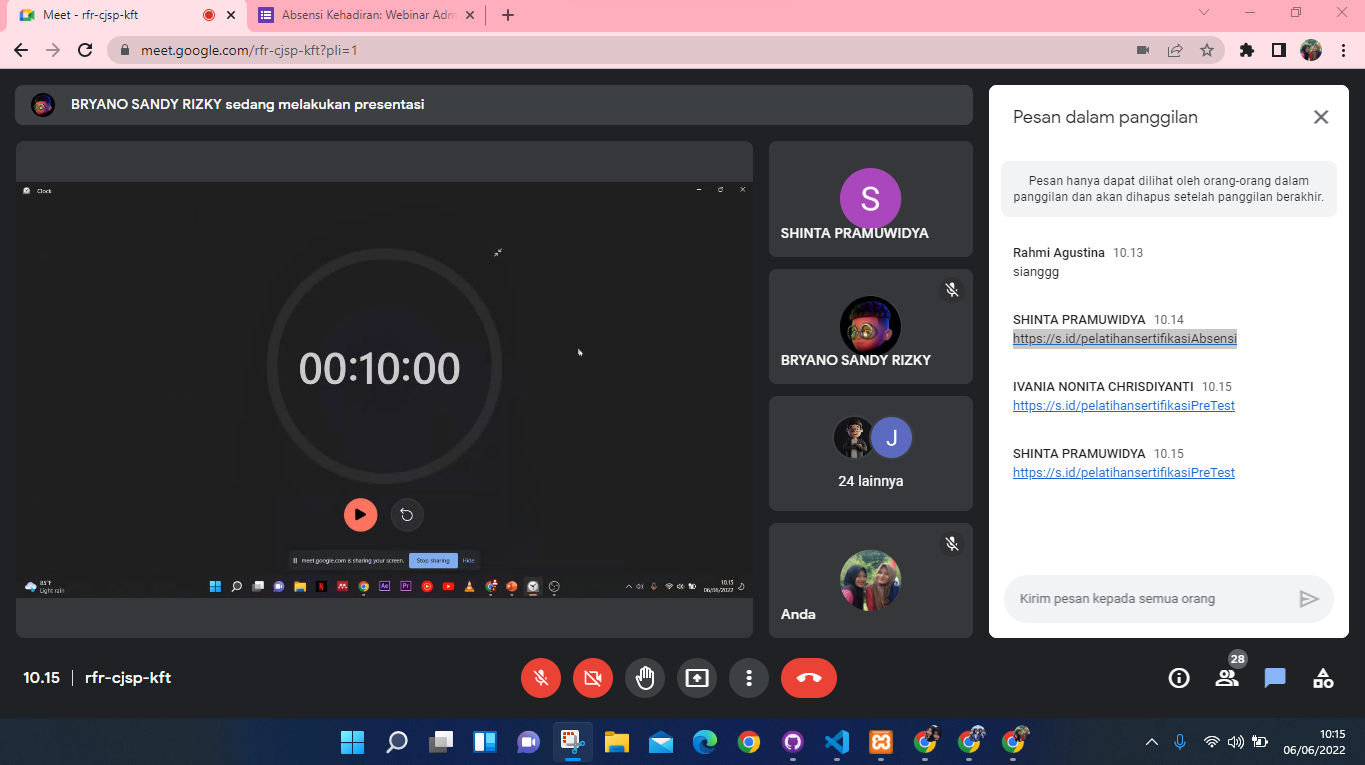 Meet - rfr-cjsp-kft
Absensi Kehadiran: Webinar Adm
meet.google.com/rfr-cjsp-kft?pli=1
BRYANO SANDY RIZKY sedang melakukan presentasi
Clock
00:10:00
meet.google.com is sharing your screen.
Stop sharing
Hide
85°F
Light rain
Ae
Pr
10.15
06/06/2022
S
SHINTA PRAMUWIDYA
BRYANO SANDY RIZKY
J
24 lainnya
Anda
Pesan dalam panggilan
Pesan hanya dapat dilihat oleh orang-orang dalam
panggilan dan akan dihapus setelah panggilan berakhir.
Rahmi Agustina 10.13
sianggg
SHINTA PRAMUWIDYA 10.14
https://s.id/pelatihansertifikasiAbsensi
IVANIA NONITA CHRISDIYANTI 10.15
https://s.id/pelatihansertifikasiPreTest
SHINTA PRAMUWIDYA 10.15
https://s.id/pelatihansertifikasiPreTest
Kirim pesan kepada semua orang
10.15 | rfr-cjsp-kft
28
10:15
06/06/2022